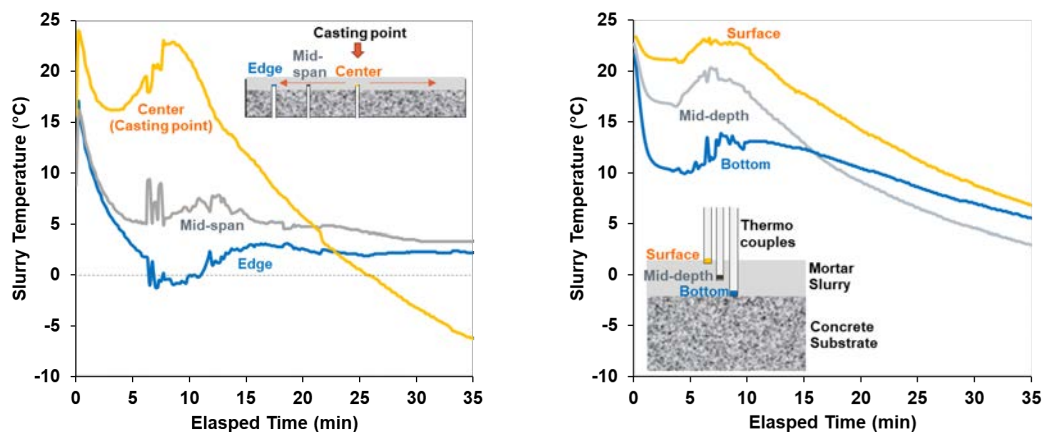 Slurry Temperature (°C)
25
20
15
10
5
0
-5
-10
0
5
10
15
20
25
30
35
Elasped Time (min)
Casting point
Mid-
span
Edge
Center
Center
(Casting point)
Mid-span
Edge
Slurry Temperature (°C)
25
20
15
10
5
0
-5
-10
0
5
10
15
20
25
30
35
Elasped Time (min)
Surface
Mid-depth
Bottom
Thermo
couples
Surface
Mid-depth
Bottom
Mortar
Slurry
Concrete
Substrate